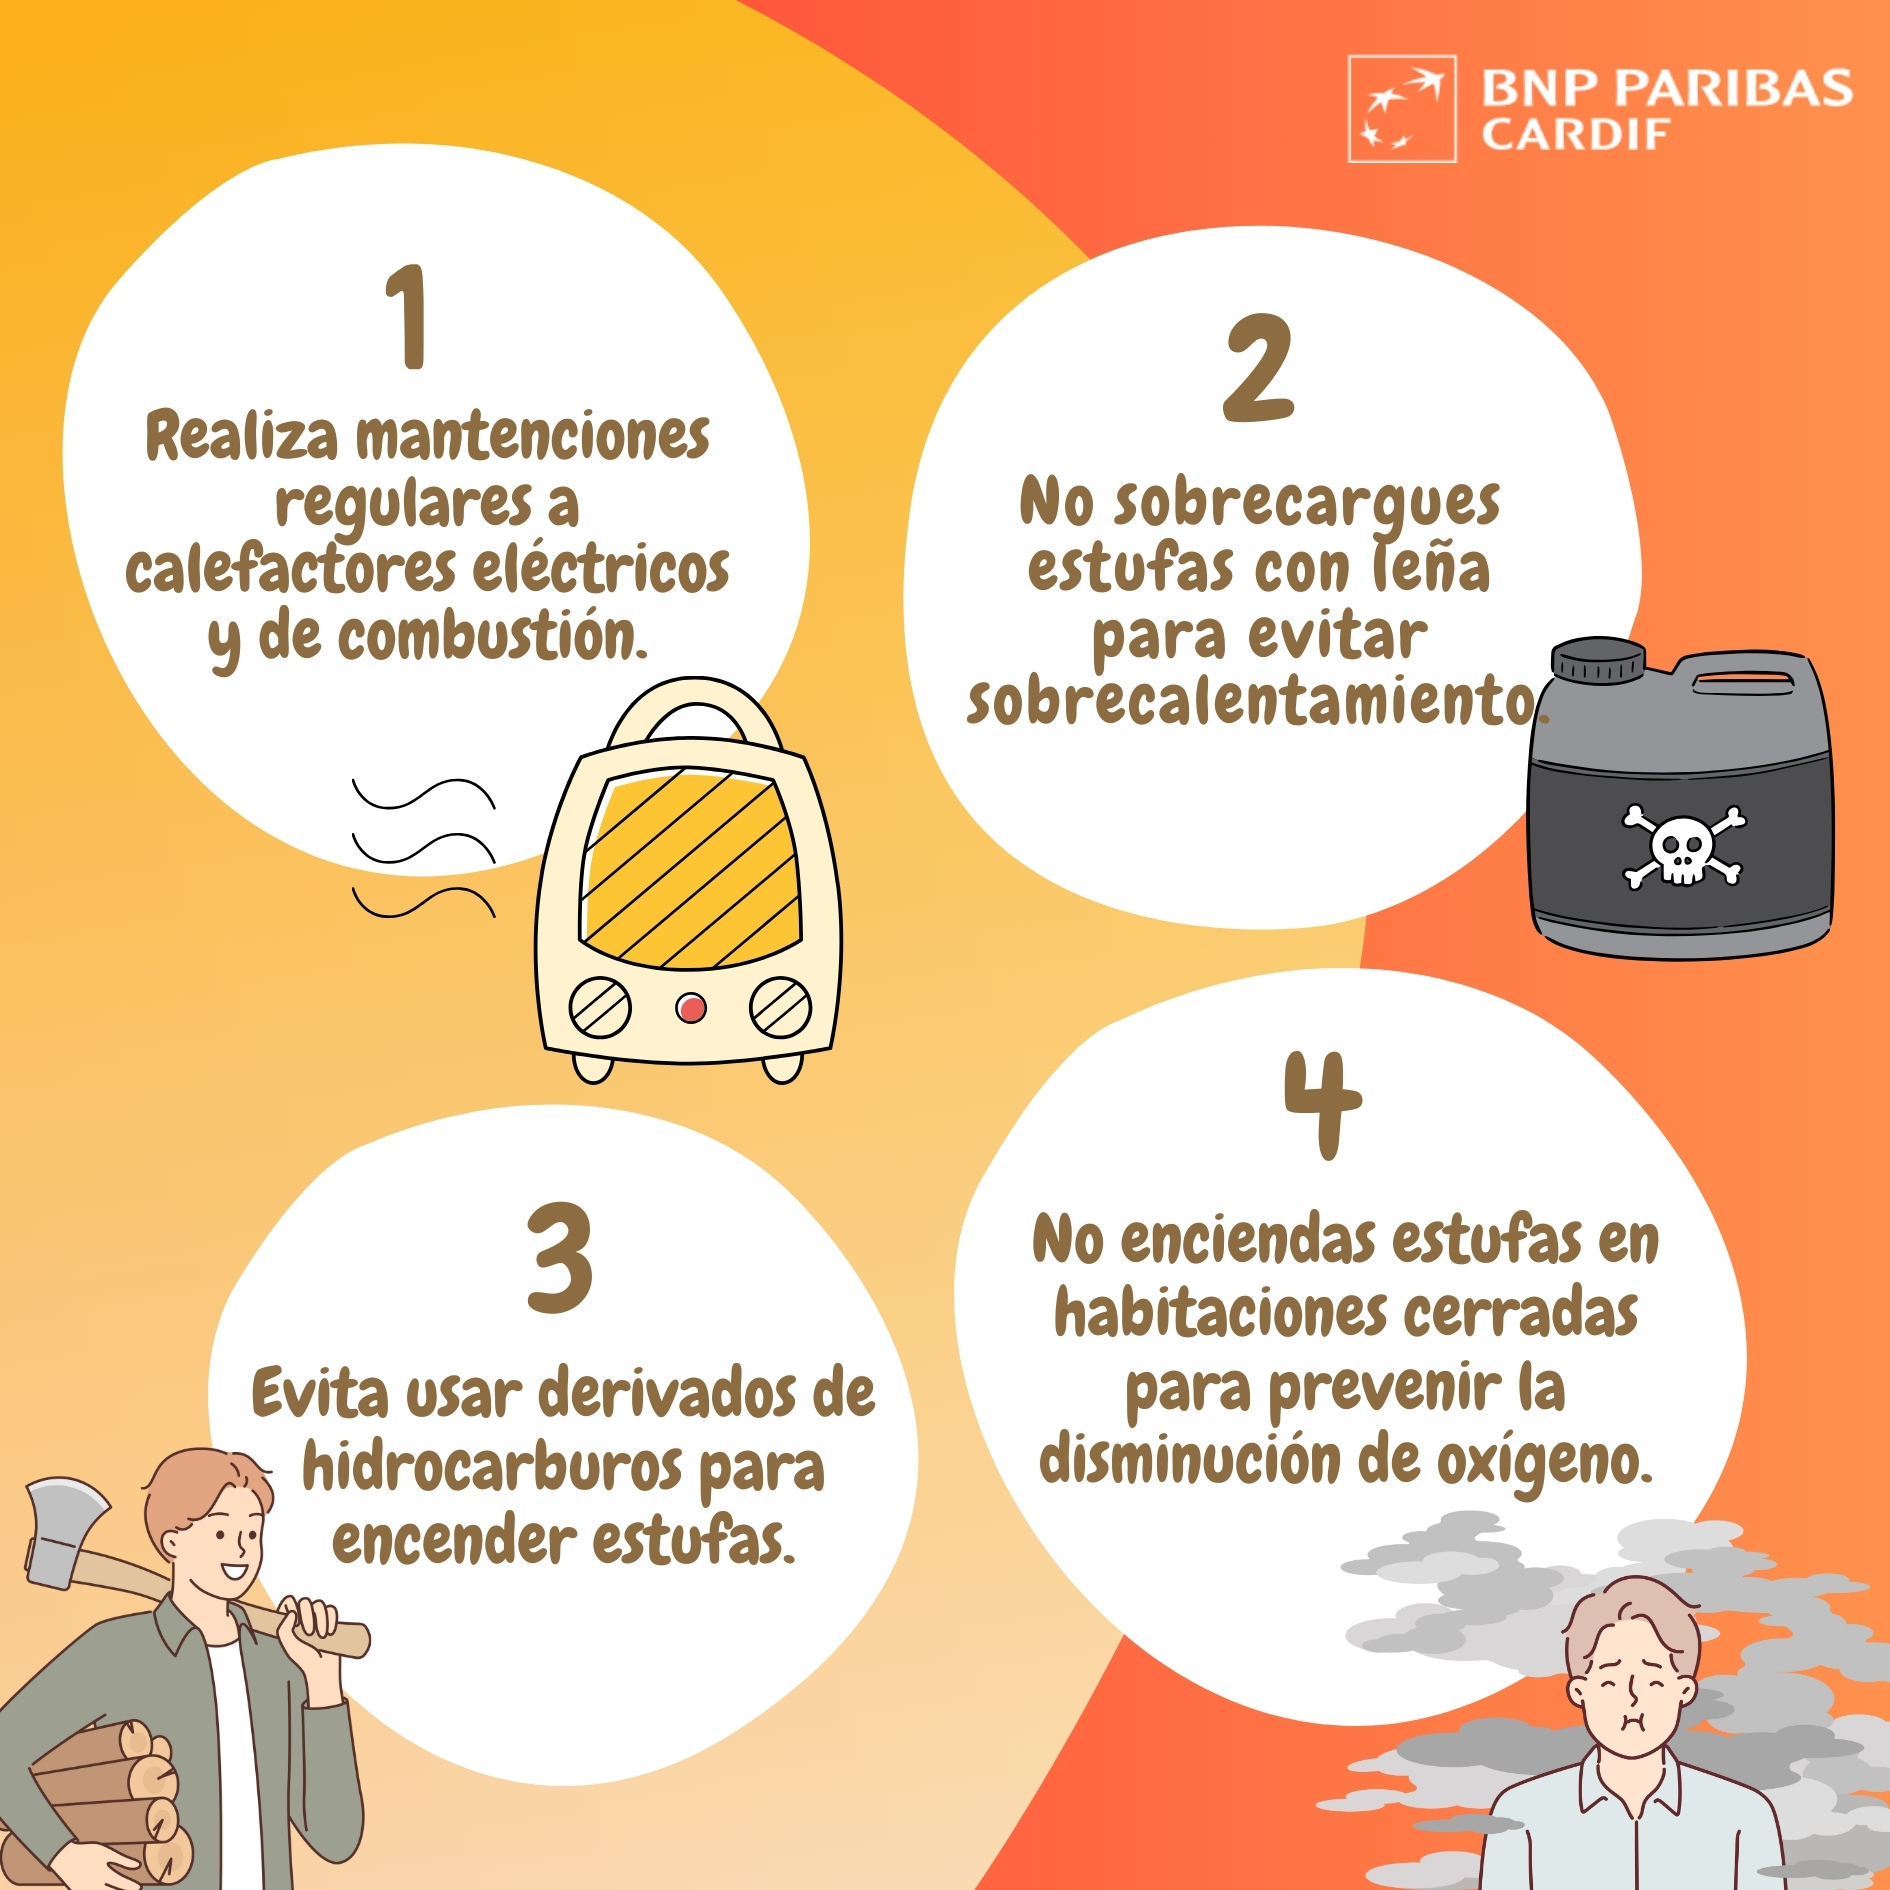 BNP PARIBAS
CARDIF
1
Realiza mantenciones
regulares a
calefactores eléctricos
y de combustión.
2
No sobrecargues
estufas con leña
para evitar
sobrecalentamiento.
3
Evita usar derivados de
hidrocarburos para
encender estufas.
4
No enciendas estufas en
habitaciones cerradas
para prevenir la
disminución de oxígeno.